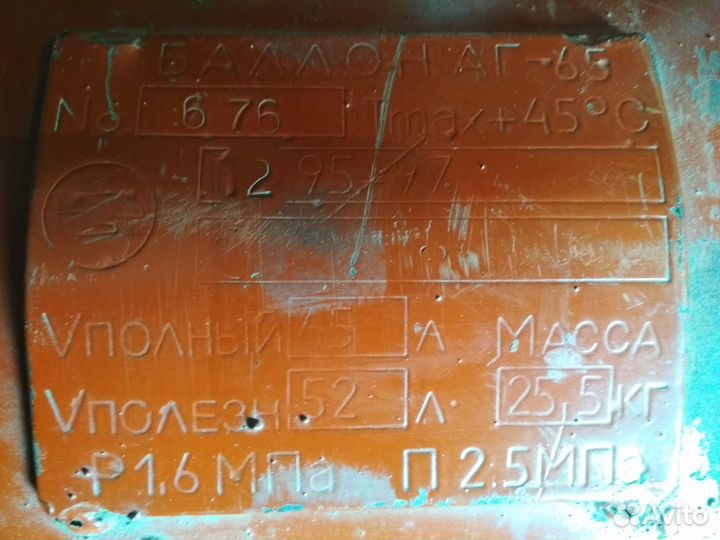 БАЛЛОН АГ-65
№ 676 Tmax+45°C
12 95-97
Vполный 65 л Масса
Vполезн 52 л 25,5 кг
Р 1.6 МПа П 2.5МПа
Avito